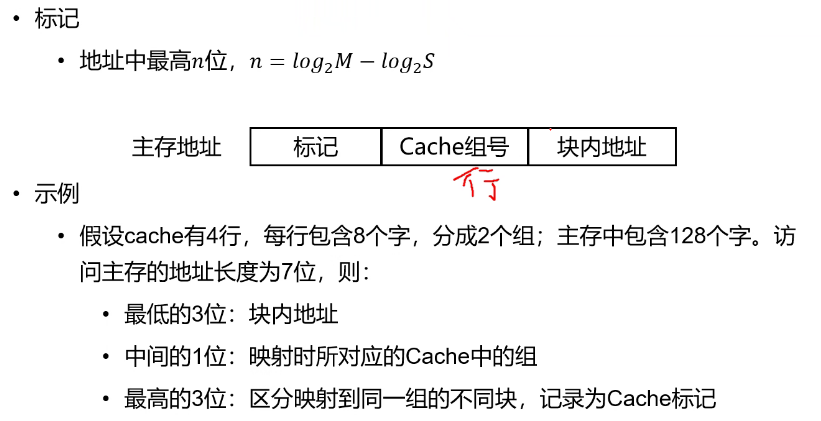 • 标记
• 地址中最高n位，n = log₂M − log₂S
主存地址 标记 Cache组号 块内地址
行
• 示例
• 假设cache有4行，每行包含8个字，分成2个组；主存中包含128个字。访
问主存的地址长度为7位，则：
• 最低的3位：块内地址
• 中间的1位：映射时所对应的Cache中的组
• 最高的3位：区分映射到同一组的不同块，记录为Cache标记